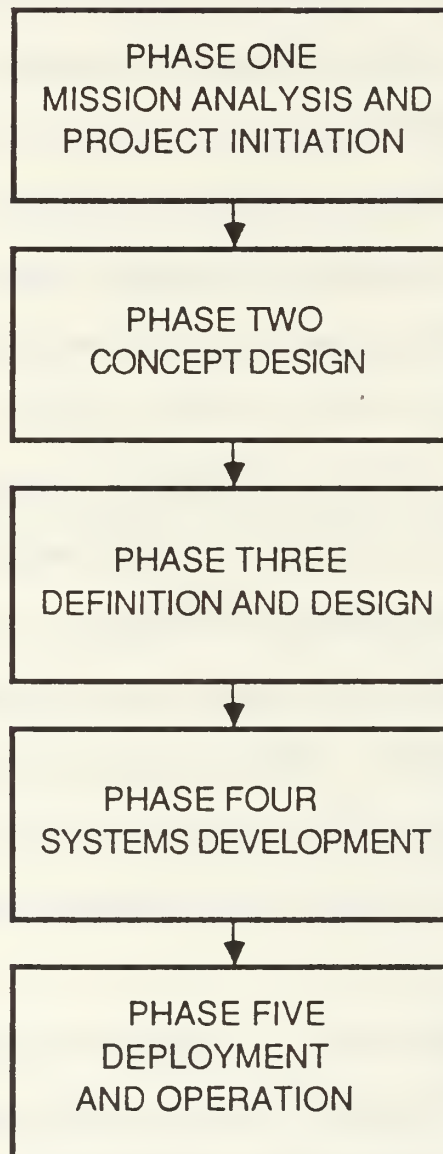 PHASE ONE
MISSION ANALYSIS AND
PROJECT INITIATION
PHASE TWO
CONCEPT DESIGN
PHASE THREE
DEFINITION AND DESIGN
PHASE FOUR
SYSTEMS DEVELOPMENT
PHASE FIVE
DEPLOYMENT
AND OPERATION